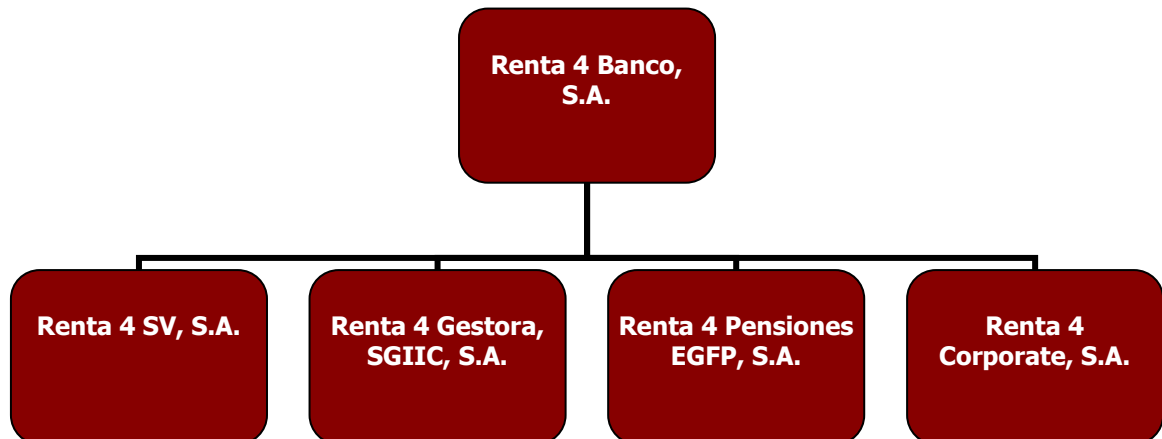 Renta 4 Banco,
S.A.
Renta 4 SV, S.A.
Renta 4 Gestora,
SGIIC, S.A.
Renta 4 Pensiones
EGFP, S.A.
Renta 4
Corporate, S.A.